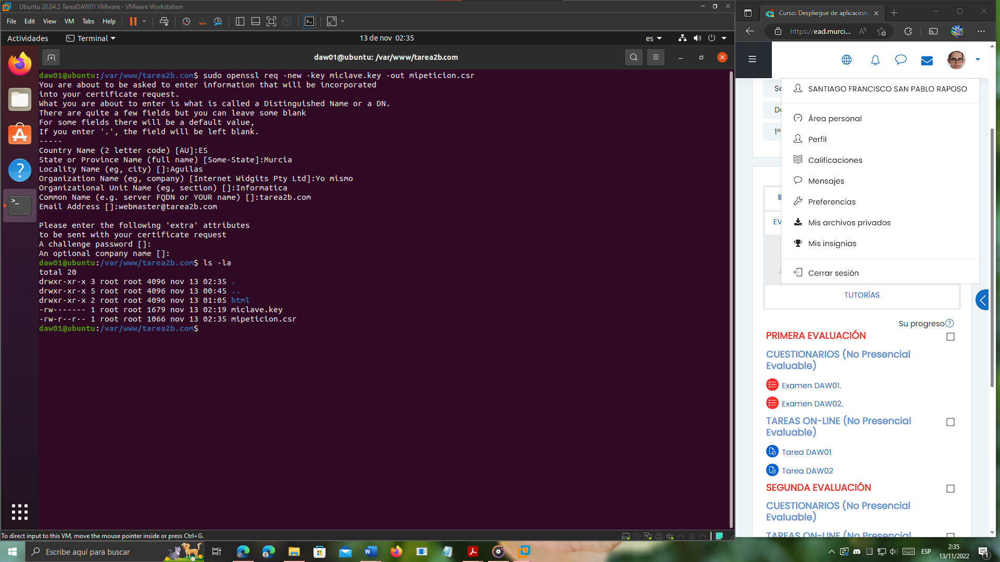 Ubuntu 20.04.5 TareaDAW01 VMware - VMware Workstation
File Edit View VM Tabs Help
Actividades Terminal 13 de nov 02:35 es
daw01@ubuntu: /var/www/tarea2b.com
daw01@ubuntu:/var/www/tarea2b.com$ sudo openssl req -new -key miclave.key -out mipeticion.csr
You are about to be asked to enter information that will be incorporated
into your certificate request.
What you are about to enter is what is called a Distinguished Name or a DN.
There are quite a few fields but you can leave some blank
For some fields there will be a default value,
If you enter '.', the field will be left blank.
-----
Country Name (2 letter code) [AU]:ES
State or Province Name (full name) [Some-State]:Murcia
Locality Name (eg, city) []:Aguilas
Organization Name (eg, company) [Internet Widgits Pty Ltd]:Yo mismo
Organizational Unit Name (eg, section) []:Informatica
Common Name (e.g. server FQDN or YOUR name) []:tarea2b.com
Email Address []:webmaster@tarea2b.com
Please enter the following 'extra' attributes
to be sent with your certificate request
A challenge password []:
An optional company name []:
daw01@ubuntu:/var/www/tarea2b.com$ ls -la
total 20
drwxr-xr-x 3 root root 4096 nov 13 02:35 .
drwxr-xr-x 5 root root 4096 nov 13 00:45 ..
drwxr-xr-x 2 root root 4096 nov 13 01:05 html
-rw------- 1 root root 1679 nov 13 02:19 miclave.key
-rw-r--r-- 1 root root 1066 nov 13 02:35 mipeticion.csr
daw01@ubuntu:/var/www/tarea2b.com$
To direct input to this VM, move the mouse pointer inside or press Ctrl+G.
Curso: Despliegue de aplicacione
https://ead.murci...
SANTIAGO FRANCISCO SAN PABLO RAPOSO
Área personal
Perfil
Calificaciones
Mensajes
Preferencias
Mis archivos privados
Mis insignias
Cerrar sesión
Se
1ª
EV
TUTORÍAS
Su progreso
PRIMERA EVALUACIÓN
CUESTIONARIOS (No Presencial
Evaluable)
Examen DAW01.
Examen DAW02.
TAREAS ON-LINE (No Presencial
Evaluable)
Tarea DAW01
Tarea DAW02
SEGUNDA EVALUACIÓN
CUESTIONARIOS (No Presencial
Evaluable)
TAREAS ON-LINE (No Presencial
Escribe aquí para buscar
ESP
2:35
13/11/2022
1